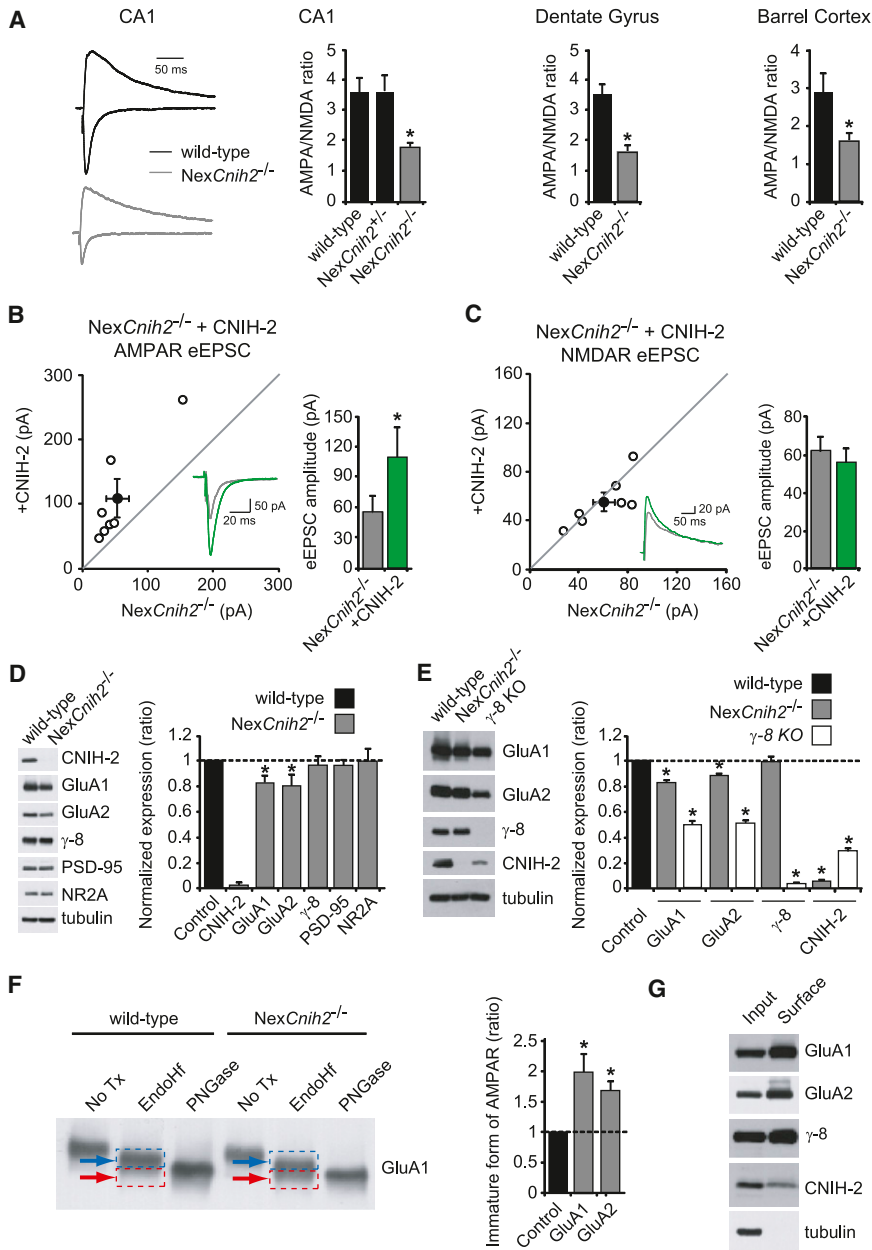 A
CA1
50 ms
wild-type
NexCnih2-/-
CA1
AMPA/NMDA ratio
5
4
3
2
1
0
*
wild-type
NexCnih2+/-
NexCnih2-/-
Dentate Gyrus
AMPA/NMDA ratio
5
4
3
2
1
0
*
wild-type
NexCnih2-/-
Barrel Cortex
AMPA/NMDA ratio
4
3
2
1
0
*
wild-type
NexCnih2-/-
B
NexCnih2-/- + CNIH-2
AMPAR eEPSC
+CNIH-2 (pA)
300
200
100
0
0
100
200
300
NexCnih2-/- (pA)
50 pA
20 ms
eEPSC amplitude (pA)
150
120
90
60
30
0
*
NexCnih2-/-
+CNIH-2
C
NexCnih2-/- + CNIH-2
NMDAR eEPSC
+CNIH-2 (pA)
160
120
80
40
0
0
40
80
120
160
NexCnih2-/- (pA)
20 pA
50 ms
eEPSC amplitude (pA)
80
60
40
20
0
NexCnih2-/-
+CNIH-2
D
wild-type
NexCnih2-/-
CNIH-2
GluA1
GluA2
γ-8
PSD-95
NR2A
tubulin
wild-type
NexCnih2-/-
Normalized expression (ratio)
1
0.8
0.6
0.4
0.2
0
* *
Control
CNIH-2
GluA1
GluA2
γ-8
PSD-95
NR2A
E
wild-type
NexCnih2-/-
γ-8 KO
GluA1
GluA2
γ-8
CNIH-2
tubulin
wild-type
NexCnih2-/-
γ-8 KO
Normalized expression (ratio)
1
0.8
0.6
0.4
0.2
0
* * * * * * *
Control
GluA1
GluA2
γ-8
CNIH-2
F
wild-type
NexCnih2-/-
No Tx
EndoHf
PNGase
No Tx
EndoHf
PNGase
GluA1
Immature form of AMPAR (ratio)
2.5
2
1.5
1
0.5
0
* *
Control
GluA1
GluA2
G
Input
Surface
GluA1
GluA2
γ-8
CNIH-2
tubulin